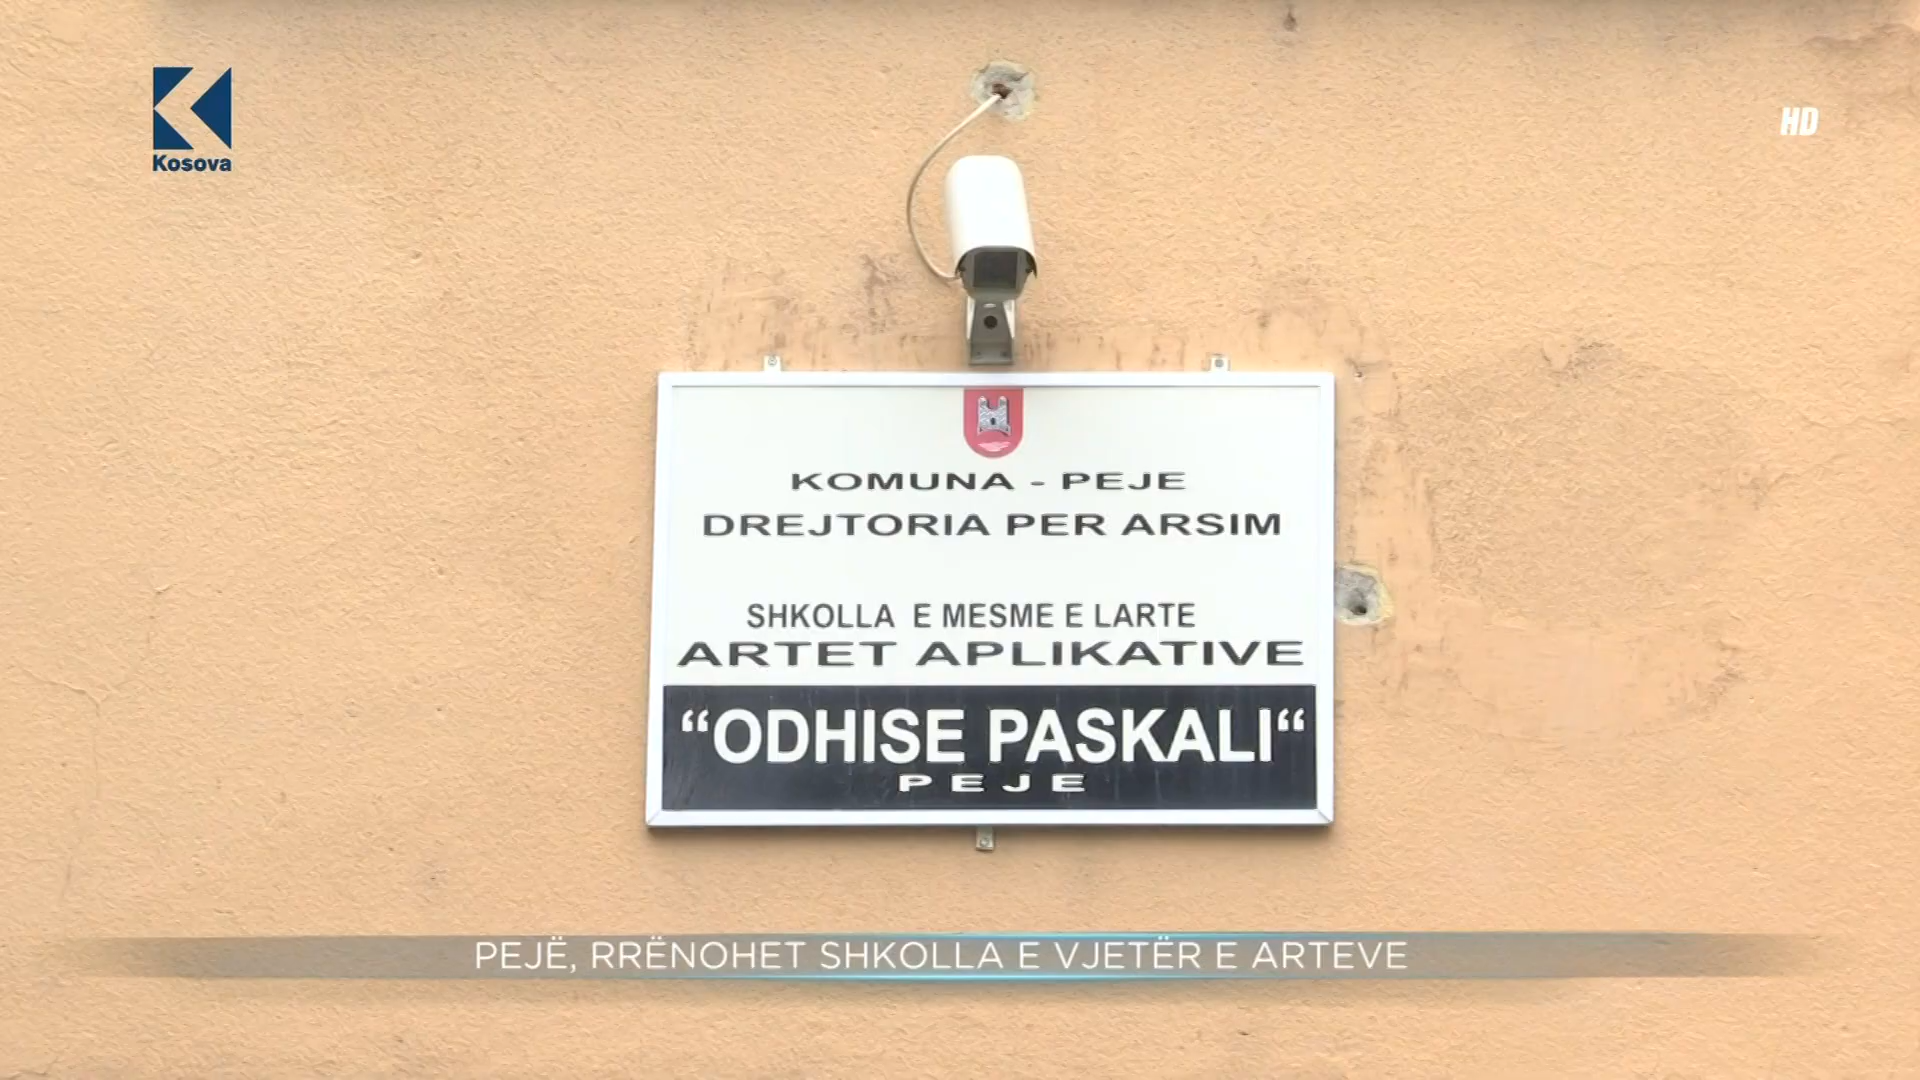 Kosova
HD
KOMUNA - PEJE
DREJTORIA PER ARSIM
SHKOLLA E MESME E LARTE
ARTET APLIKATIVE
“ODHISE PASKALI“
PEJE
PEJË, RRËNOHET SHKOLLA E VJETËR E ARTEVE